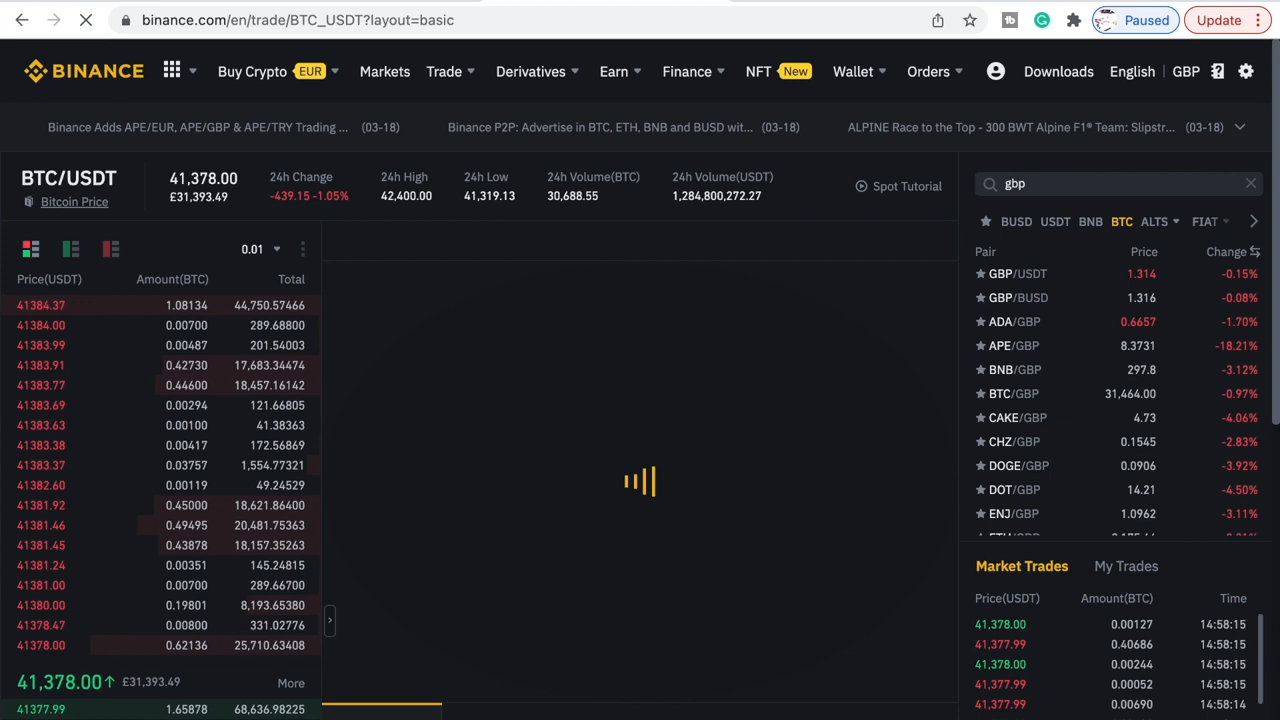 binance.com/en/trade/BTC_USDT?layout=basic
Paused
Update
BINANCE
Buy Crypto EUR
Markets
Trade
Derivatives
Earn
Finance
NFT New
Wallet
Orders
Downloads
English
GBP
Binance Adds APE/EUR, APE/GBP & APE/TRY Trading ... (03-18)
Binance P2P: Advertise in BTC, ETH, BNB and BUSD wit... (03-18)
ALPINE Race to the Top - 300 BWT Alpine F1® Team: Slipstr... (03-18)
BTC/USDT
Bitcoin Price
41,378.00
£31,393.49
24h Change
-439.15 -1.05%
24h High
42,400.00
24h Low
41,319.13
24h Volume(BTC)
30,688.55
24h Volume(USDT)
1,284,800,272.27
Spot Tutorial
0.01
Price(USDT) Amount(BTC) Total
41384.37 1.08134 44,750.57466
41384.00 0.00700 289.68800
41383.99 0.00487 201.54003
41383.91 0.42730 17,683.34474
41383.77 0.44600 18,457.16142
41383.69 0.00294 121.66805
41383.63 0.00100 41.38363
41383.38 0.00417 172.56869
41383.37 0.03757 1,554.77321
41382.60 0.00119 49.24529
41381.92 0.45000 18,621.86400
41381.46 0.49495 20,481.75363
41381.45 0.43878 18,157.35263
41381.24 0.00351 145.24815
41381.00 0.00700 289.66700
41380.00 0.19801 8,193.65380
41378.47 0.00800 331.02776
41378.00 0.62136 25,710.63408
41,378.00↑ £31,393.49 More
41377.99 1.65878 68,636.98225
gbp
BUSD USDT BNB BTC ALTS FIAT
Pair Price Change
GBP/USDT 1.314 -0.15%
GBP/BUSD 1.316 -0.08%
ADA/GBP 0.6657 -1.70%
APE/GBP 8.3731 -18.21%
BNB/GBP 297.8 -3.12%
BTC/GBP 31,464.00 -0.97%
CAKE/GBP 4.73 -4.06%
CHZ/GBP 0.1545 -2.83%
DOGE/GBP 0.0906 -3.92%
DOT/GBP 14.21 -4.50%
ENJ/GBP 1.0962 -3.11%
Market Trades My Trades
Price(USDT) Amount(BTC) Time
41,378.00 0.00127 14:58:15
41,377.99 0.40686 14:58:15
41,378.00 0.00244 14:58:15
41,377.99 0.00052 14:58:15
41,377.99 0.00690 14:58:14